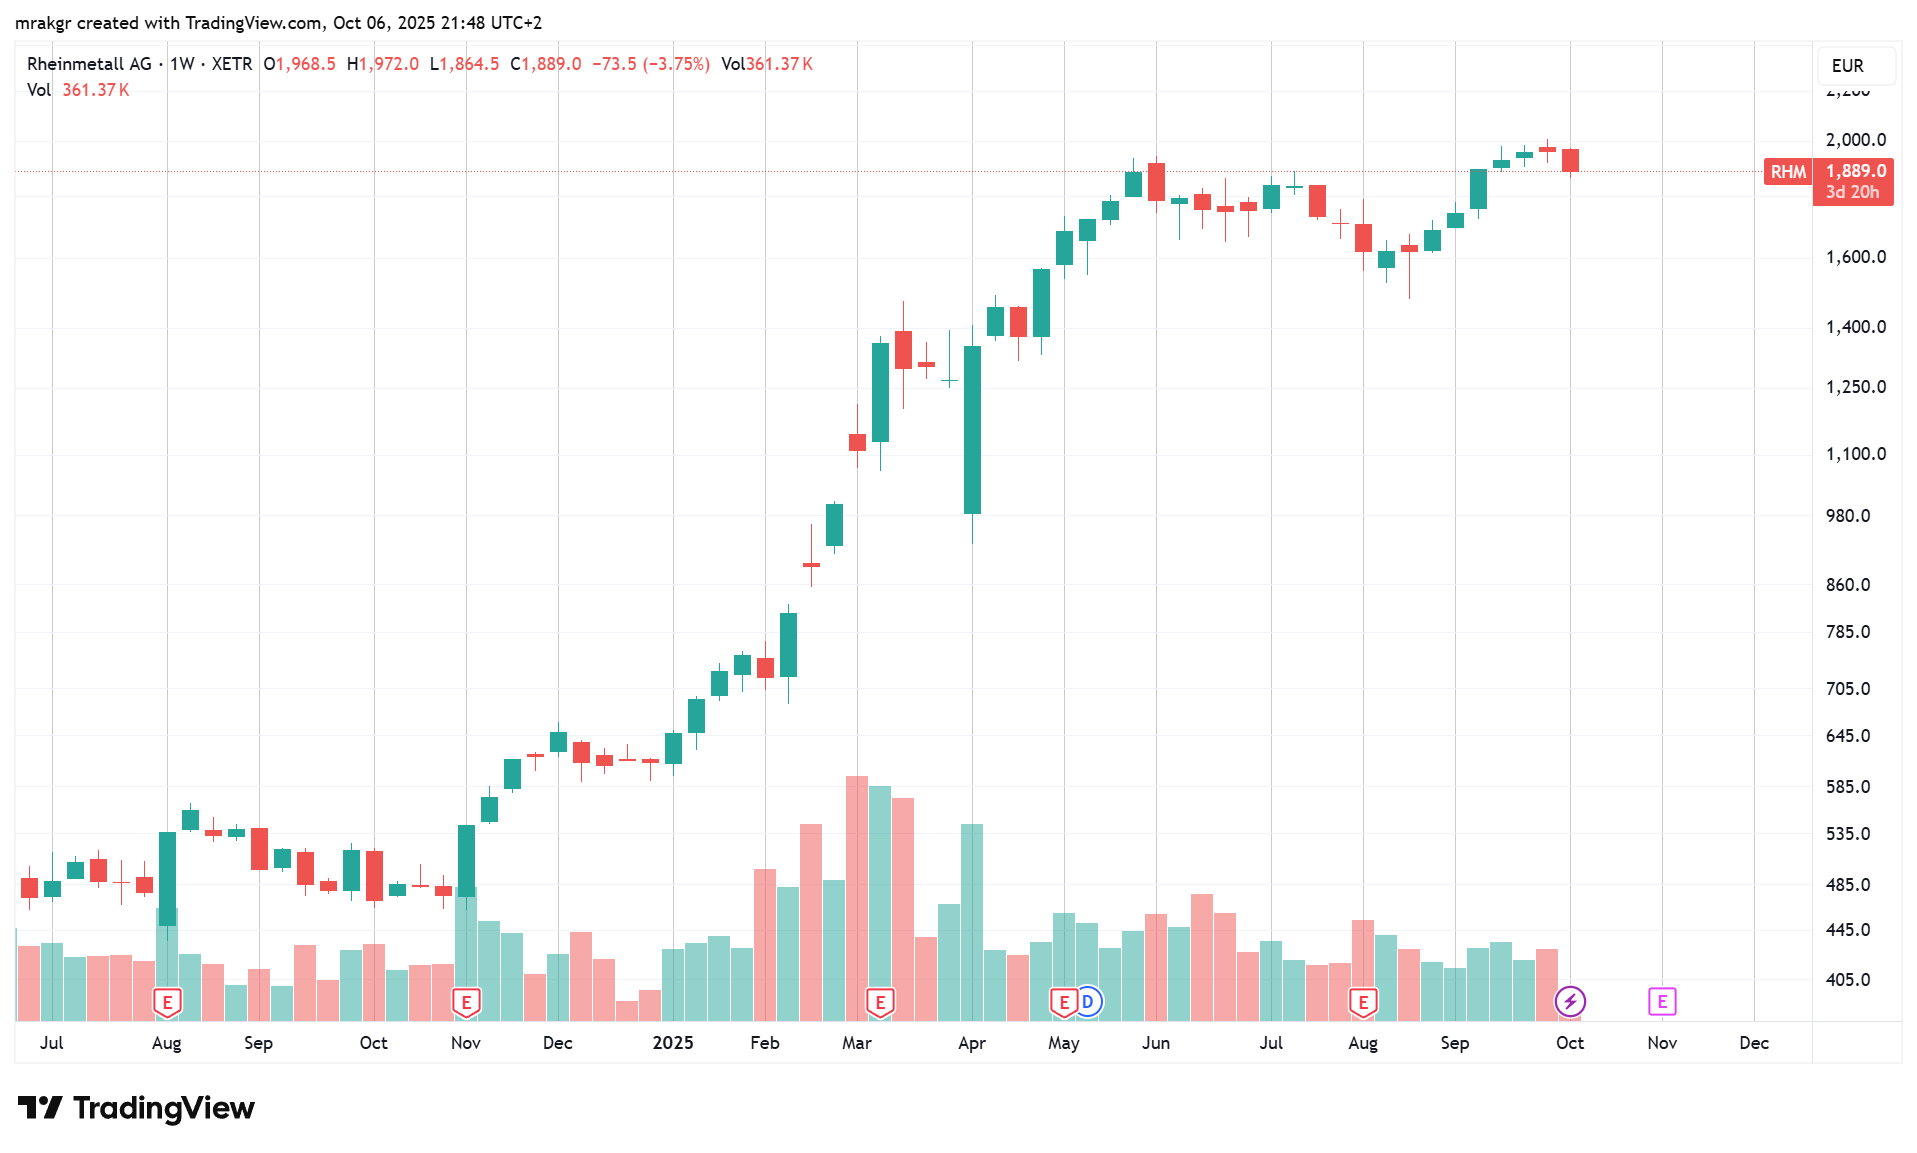 mrakgr created with TradingView.com, Oct 06, 2025 21:48 UTC+2
Rheinmetall AG · 1W · XETR O1,968.5 H1,972.0 L1,864.5 C1,889.0 −73.5 (−3.75%) Vol361.37 K
Vol 361.37 K
EUR
2,200
2,000.0
RHM 1,889.0
3d 20h
1,600.0
1,400.0
1,250.0
1,100.0
980.0
860.0
785.0
705.0
645.0
585.0
535.0
485.0
445.0
405.0
E E E E D E E
Jul Aug Sep Oct Nov Dec 2025 Feb Mar Apr May Jun Jul Aug Sep Oct Nov Dec
TradingView